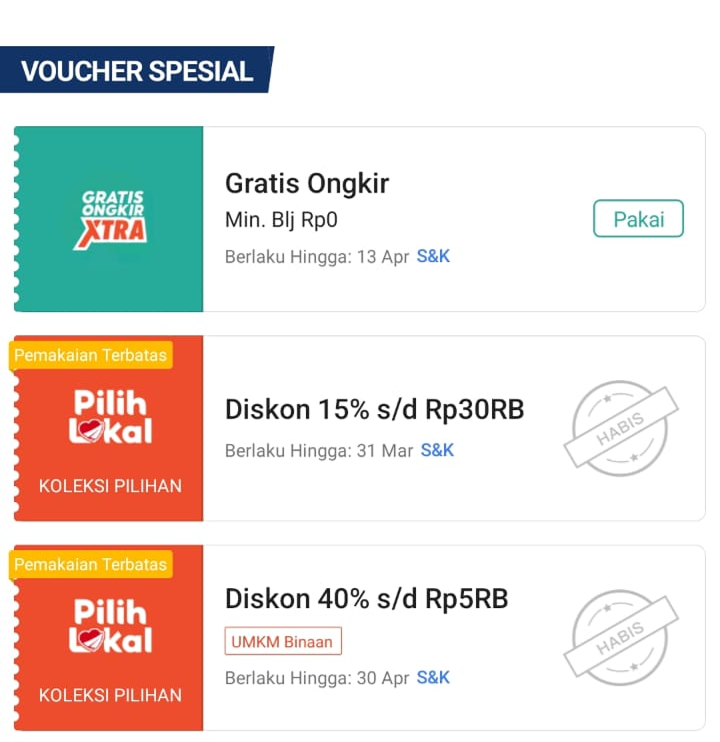 VOUCHER SPESIAL
GRATIS
ONGKIR
XTRA
Gratis Ongkir
Min. Blj Rp0
Berlaku Hingga: 13 Apr S&K
Pakai
Pemakaian Terbatas
Pilih
Lokal
KOLEKSI PILIHAN
Diskon 15% s/d Rp30RB
Berlaku Hingga: 31 Mar S&K
HABIS
Pemakaian Terbatas
Pilih
Lokal
KOLEKSI PILIHAN
Diskon 40% s/d Rp5RB
UMKM Binaan
Berlaku Hingga: 30 Apr S&K
HABIS